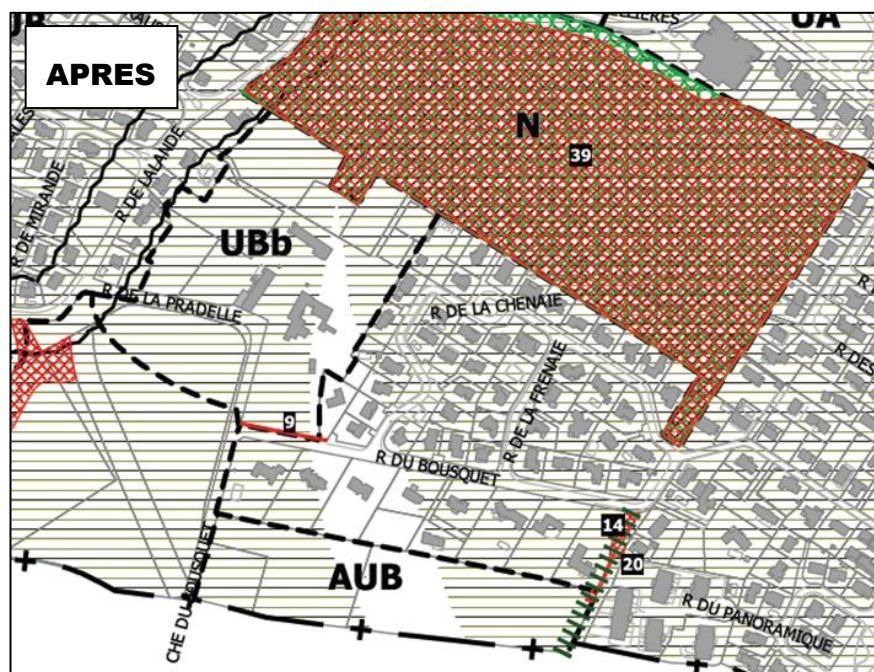 APRES
UA
N
39
R DE LALANDE
R DE MIRANDE
UBb
R DE LA PRADELLE
R DE LA CHENAIE
R DE LA FRENAIE
9
R DU BOUSQUET
14
20
AUB
CHE DU BOUSQUET
R DU PANORAMIQUE
R DES